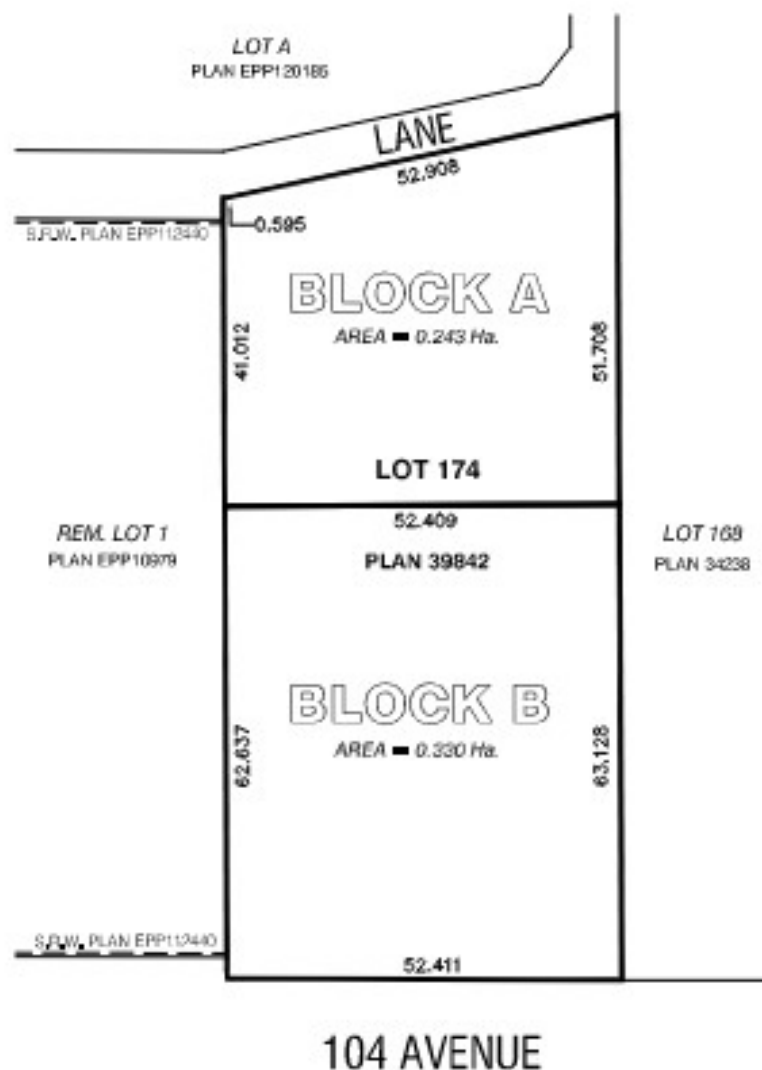 LOT A
PLAN EPP120185
LANE
52.908
0.595
S.R.W. PLAN EPP112440
BLOCK A
AREA = 0.243 Ha.
41.012
51.708
LOT 174
52.409
REM. LOT 1
PLAN EPP10979
PLAN 39842
LOT 168
PLAN 34238
BLOCK B
AREA = 0.330 Ha.
62.637
63.128
S.R.W. PLAN EPP112440
52.411
104 AVENUE